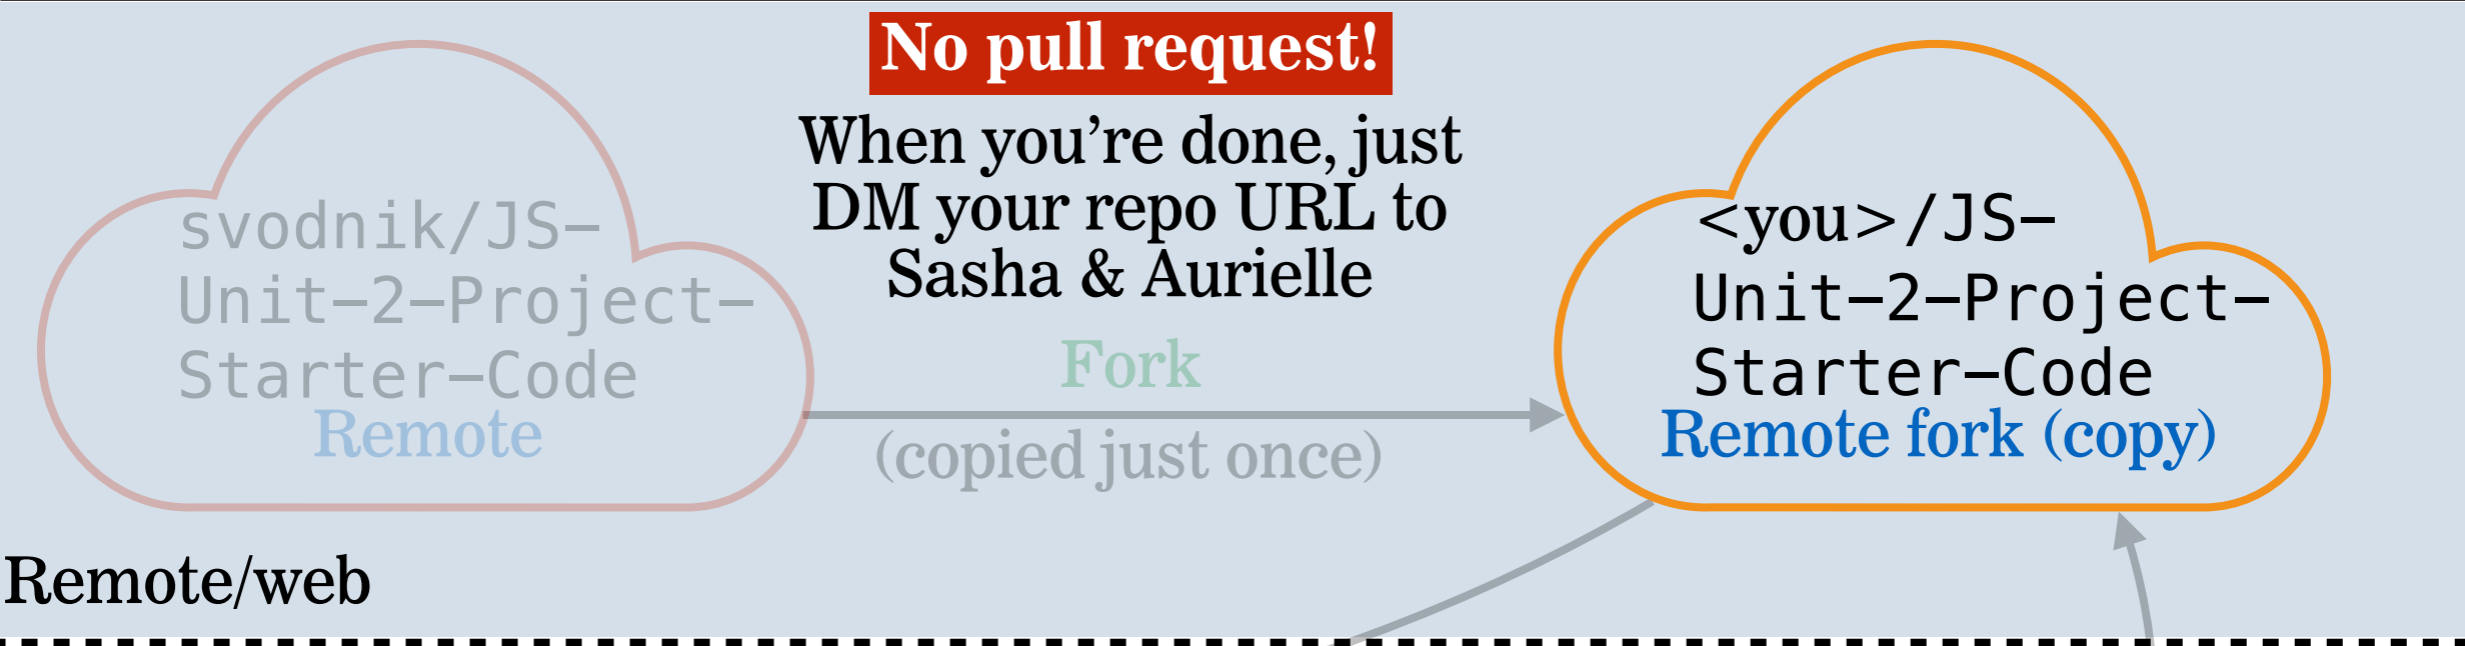 No pull request!
When you’re done, just
DM your repo URL to
Sasha & Aurielle
svodnik/JS-
Unit-2-Project-
Starter-Code
Remote
Fork
(copied just once)
<you>/JS-
Unit-2-Project-
Starter-Code
Remote fork (copy)
Remote/web